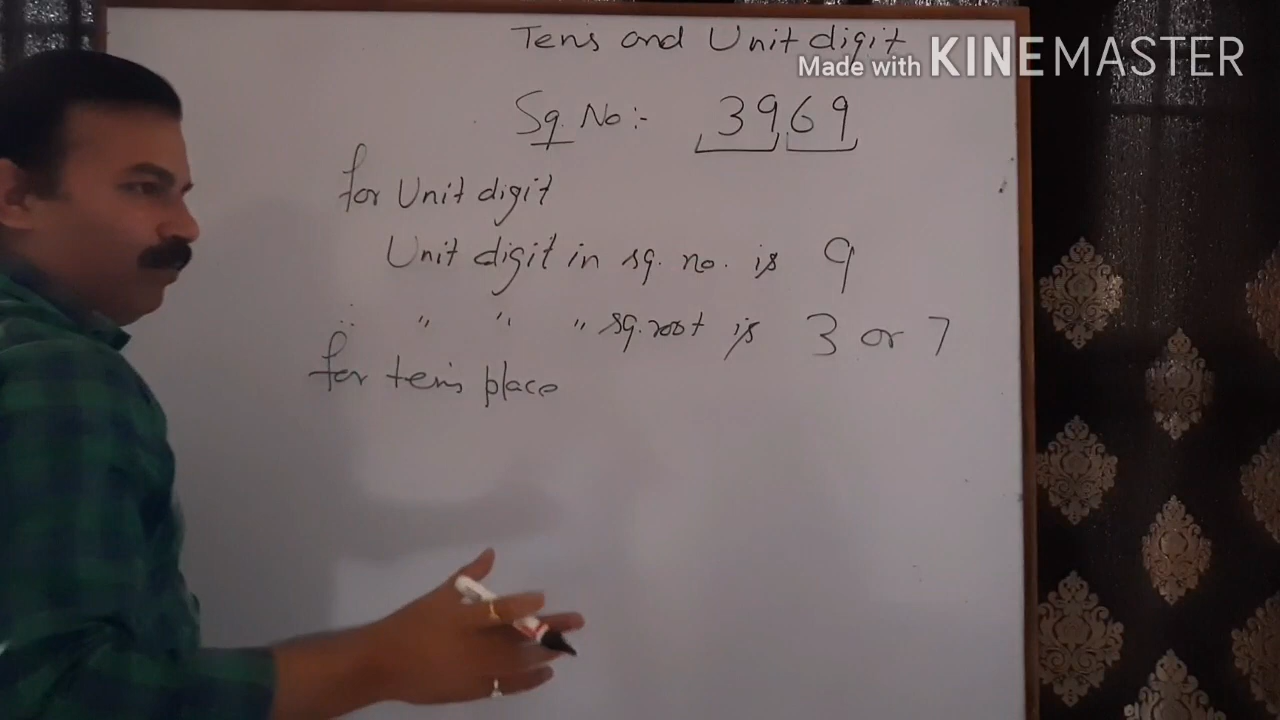 Tens and Unit digit
Made with KINEMASTER
Sq. No:- 3969
for Unit digit
Unit digit in sq. no. is 9
" " " " sq. root is 3 or 7
for tens place